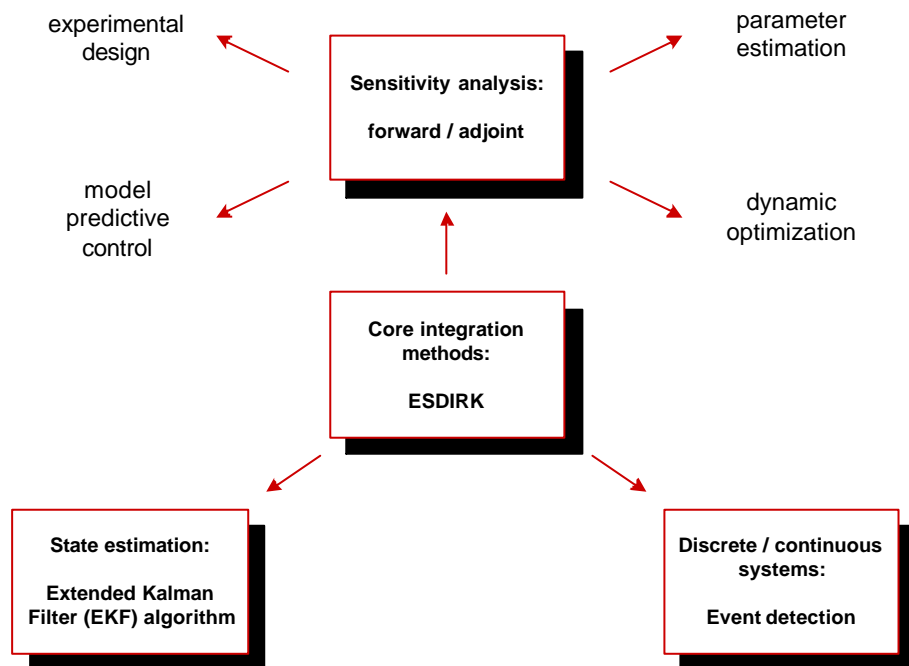 experimental
design
parameter
estimation
Sensitivity analysis:
forward / adjoint
model
predictive
control
dynamic
optimization
Core integration
methods:
ESDIRK
State estimation:
Extended Kalman
Filter (EKF) algorithm
Discrete / continuous
systems:
Event detection